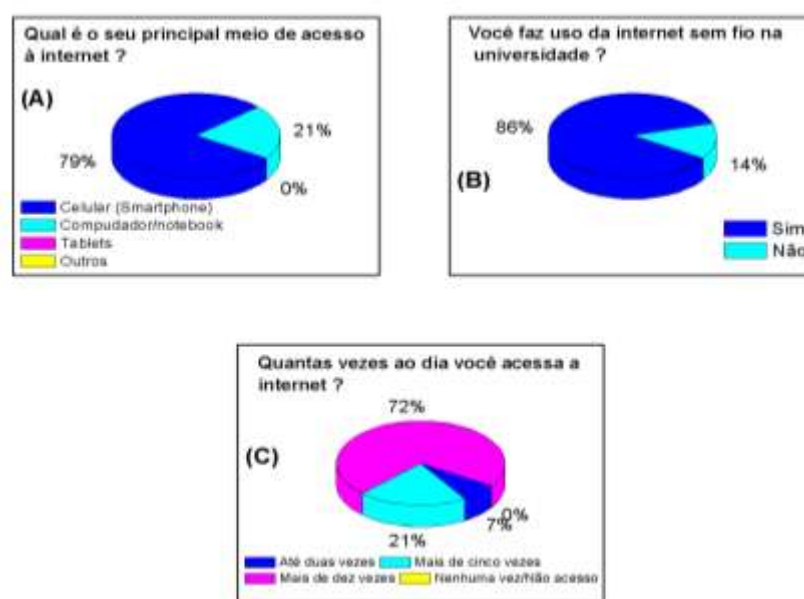 Qual é o seu principal meio de acesso
à internet ?
(A)
21%
79%
0%
Celular (Smartphone)
Compudador/notebook
Tablets
Outros
Você faz uso da internet sem fio na
universidade ?
86%
14%
(B)
Sim
Não
Quantas vezes ao dia você acessa a
internet ?
72%
(C)
0%
7%
21%
Até duas vezes Mais de cinco vezes
Mais de dez vezes Nenhuma vez/Não acesso